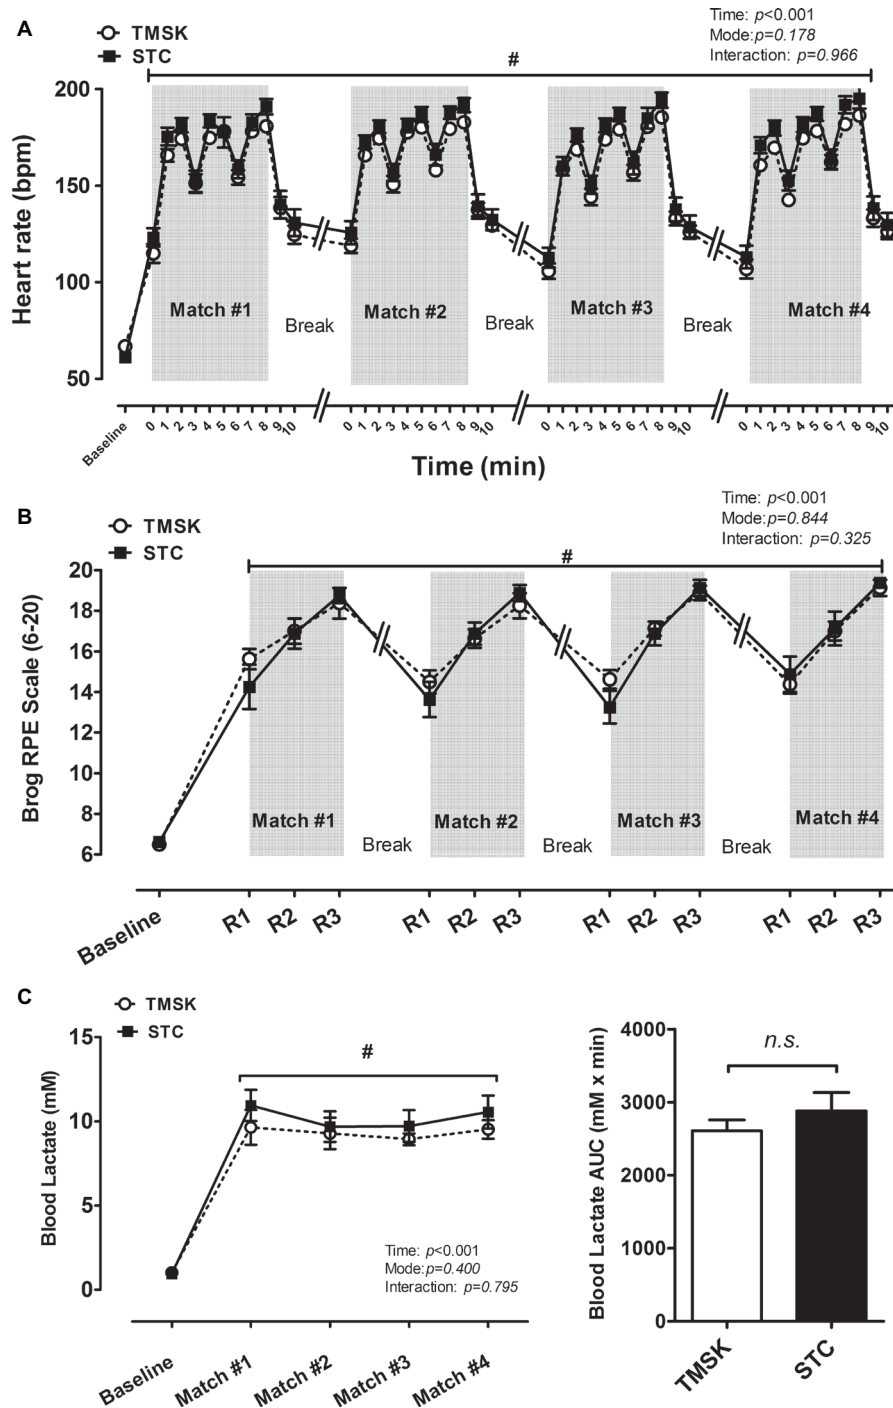 A
TMSK
STC
Time: p<0.001
Mode:p=0.178
Interaction: p=0.966
#
200
150
100
50
Heart rate (bpm)
Match #1
Break
Match #2
Break
Match #3
Break
Match #4
Baseline 0 1 2 3 4 5 6 7 8 9 10 0 1 2 3 4 5 6 7 8 9 10 0 1 2 3 4 5 6 7 8 9 10 0 1 2 3 4 5 6 7 8 9 10
Time (min)
B
TMSK
STC
Time: p<0.001
Mode:p=0.844
Interaction: p=0.325
#
20
18
16
14
12
10
8
6
Brog RPE Scale (6-20)
Match #1
Break
Match #2
Break
Match #3
Break
Match #4
Baseline R1 R2 R3 R1 R2 R3 R1 R2 R3 R1 R2 R3
C
TMSK
STC
#
15
10
5
0
Blood Lactate (mM)
Time: p<0.001
Mode:p=0.400
Interaction: p=0.795
Baseline Match #1 Match #2 Match #3 Match #4
n.s.
4000
3000
2000
1000
0
Blood Lactate AUC (mM x min)
TMSK STC